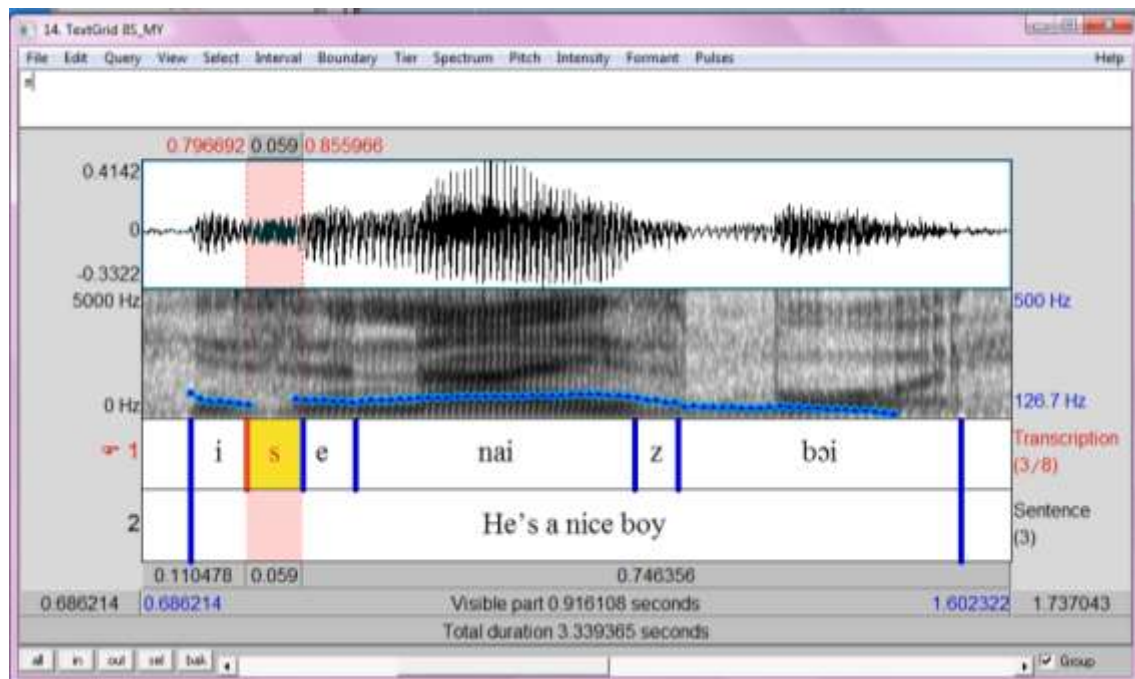 14. TextGrid BS_MY
File Edit Query View Select Interval Boundary Tier Spectrum Pitch Intensity Formant Pulses Help
s
0.796692 0.059 0.855966
0.4142
0
-0.3322
5000 Hz 500 Hz
0 Hz 126.7 Hz
1 i s e nai z bɔi Transcription
(3/8)
2 He's a nice boy Sentence
(3)
0.110478 0.059 0.746356
0.686214 0.686214 Visible part 0.916108 seconds 1.602322 1.737043
Total duration 3.339365 seconds
all in out sel bak Group